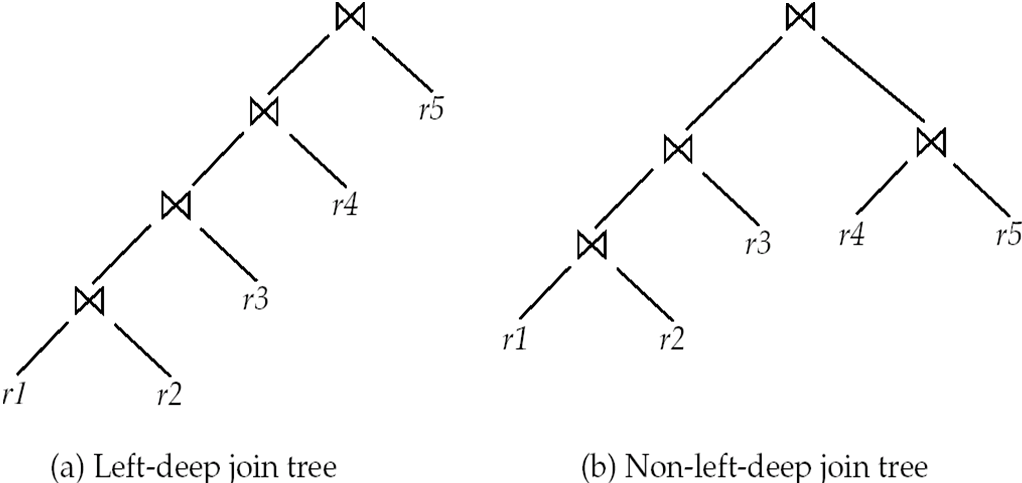 r5
r4
r3
r1 r2
(a) Left-deep join tree
r3 r4 r5
r1 r2
(b) Non-left-deep join tree